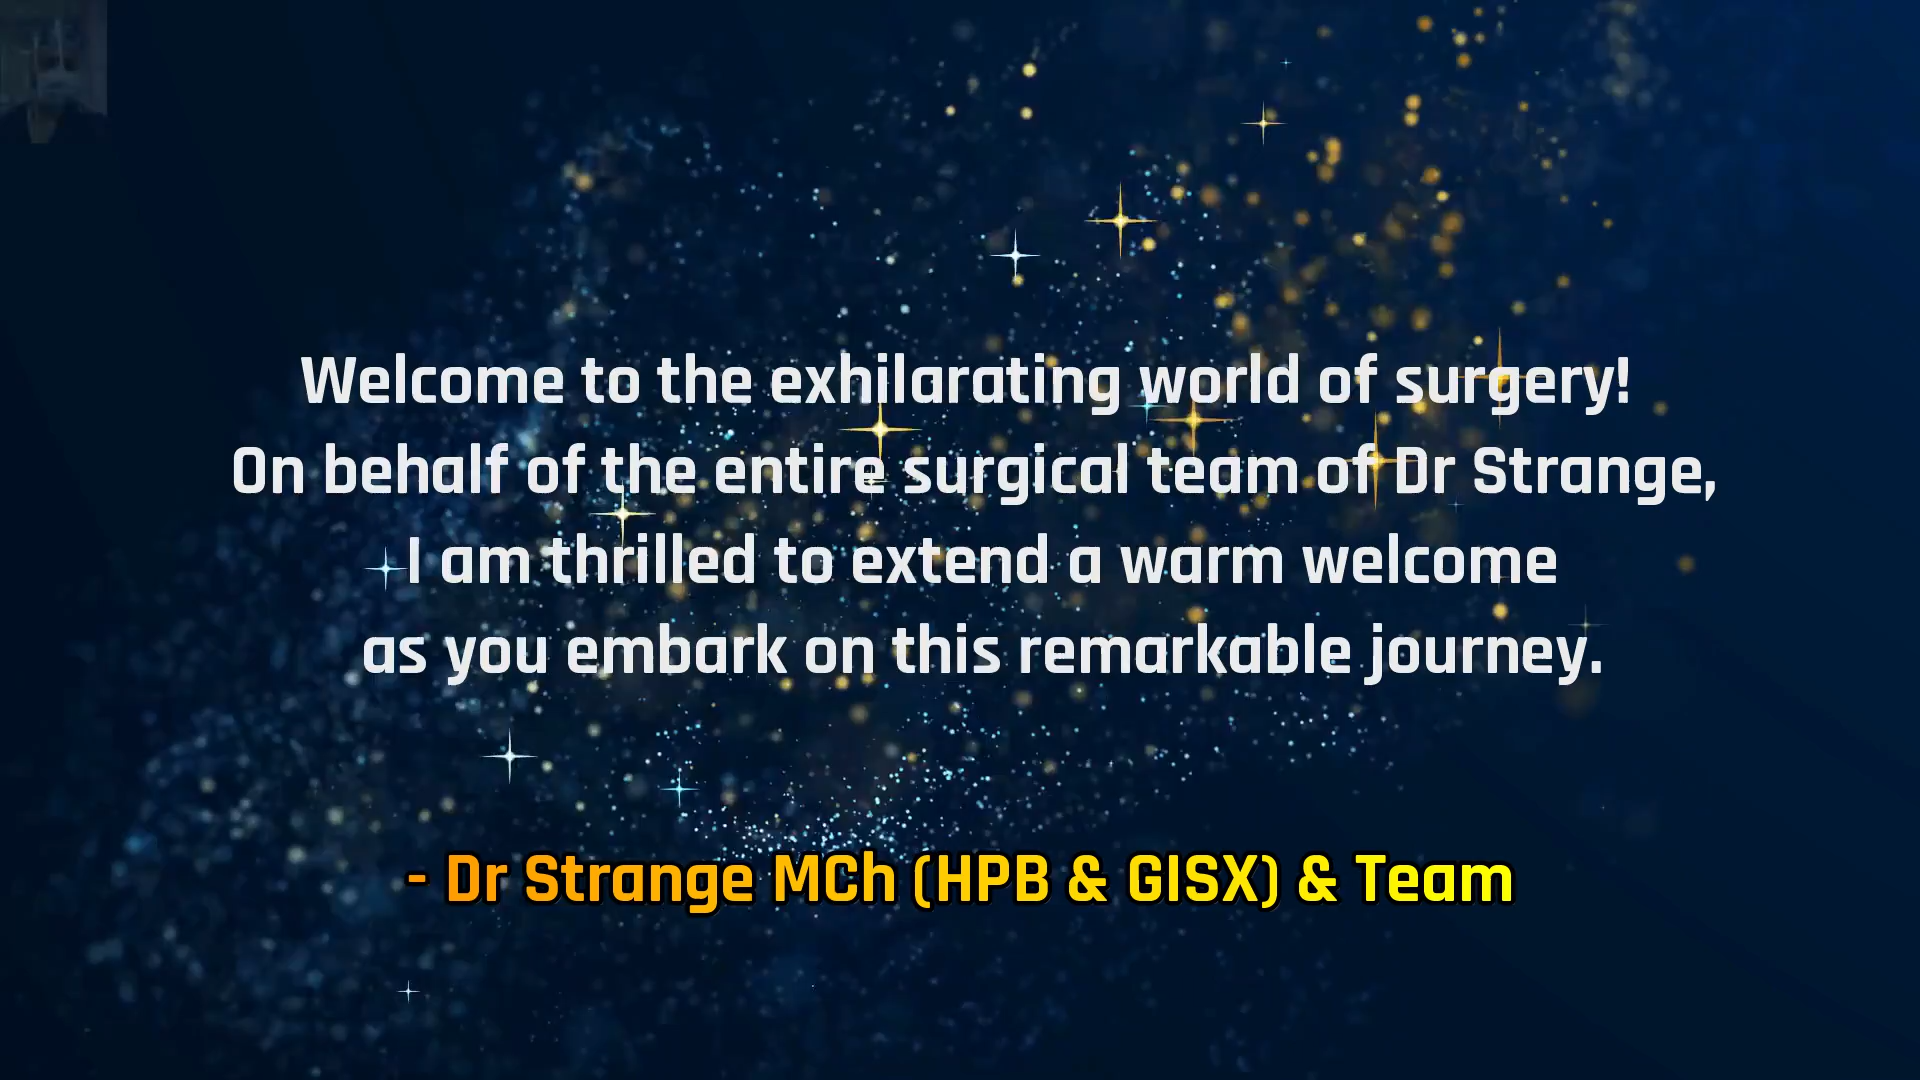 Welcome to the exhilarating world of surgery!
On behalf of the entire surgical team of Dr Strange,
I am thrilled to extend a warm welcome
as you embark on this remarkable journey.
- Dr Strange MCh (HPB & GISX) & Team